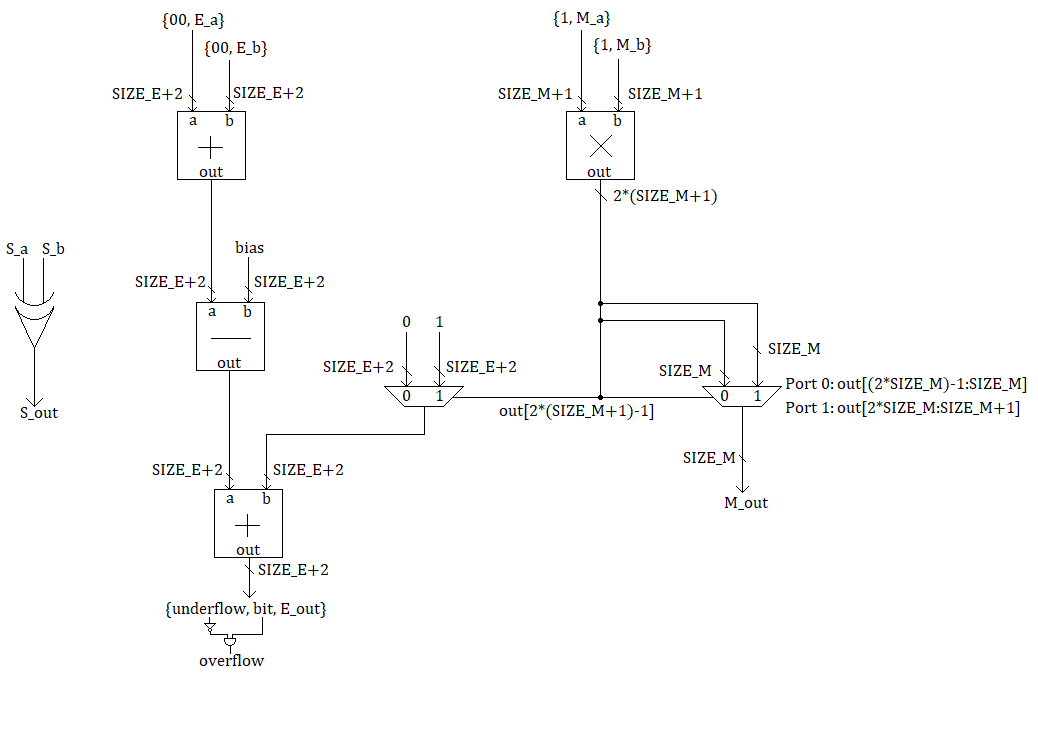 {00, E_a}
{00, E_b}
SIZE_E+2
SIZE_E+2
a
b
out
{1, M_a}
{1, M_b}
SIZE_M+1
SIZE_M+1
a
b
out
2*(SIZE_M+1)
S_a
S_b
S_out
bias
SIZE_E+2
SIZE_E+2
a
b
out
0
1
SIZE_E+2
SIZE_E+2
0
1
out[2*(SIZE_M+1)-1]
SIZE_M
SIZE_M
0
1
Port 0: out[(2*SIZE_M)-1:SIZE_M]
Port 1: out[2*SIZE_M:SIZE_M+1]
SIZE_M
M_out
SIZE_E+2
SIZE_E+2
a
b
out
SIZE_E+2
{underflow, bit, E_out}
overflow